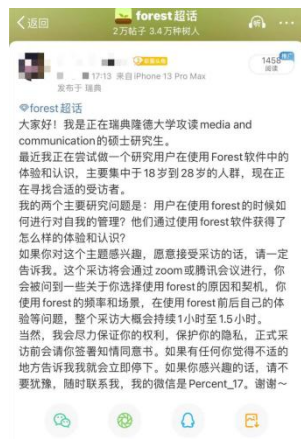 返回
forest超话
2万帖子 3.4万种树人
推广
1458
阅读
17:13 来自iPhone 13 Pro Max
发布于 瑞典
forest超话
大家好！我是正在瑞典隆德大学攻读media and
communication的硕士研究生。
最近我正在尝试做一个研究用户在使用Forest软件中的
体验和认识，主要集中于18岁到28岁的人群，现在正
在寻找合适的受访者。
我的两个主要研究问题是：用户在使用forest的时候如
何进行对自我的管理？他们通过使用forest软件获得了
怎么样的体验和认识？
如果你对这个主题感兴趣，愿意接受采访的话，请一定
告诉我。这个采访将会通过zoom或腾讯会议进行，你
会被问到一些关于你选择使用forest的原因和契机，你
使用forest的频率和场景，在使用forest前后自己的体
验等问题，整个采访大概会持续1小时至1.5小时。
当然，我会尽力保证你的权利，保护你的隐私，正式采
访前会请你签署知情同意书。如果有任何你觉得不适的
地方告诉我我就会立即停下。如果你感兴趣的话，请不
要犹豫，随时联系我，我的微信是Percent_17。谢谢～